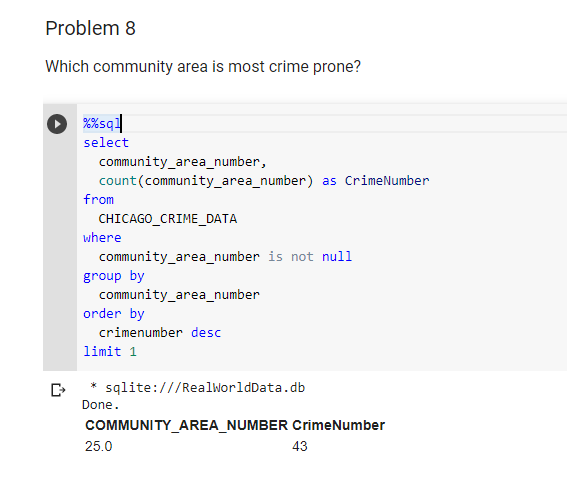 Problem 8
Which community area is most crime prone?
%%sql
select
community_area_number,
count(community_area_number) as CrimeNumber
from
CHICAGO_CRIME_DATA
where
community_area_number is not null
group by
community_area_number
order by
crimenumber desc
limit 1
* sqlite:///RealWorldData.db
Done.
COMMUNITY_AREA_NUMBER CrimeNumber
25.0 43